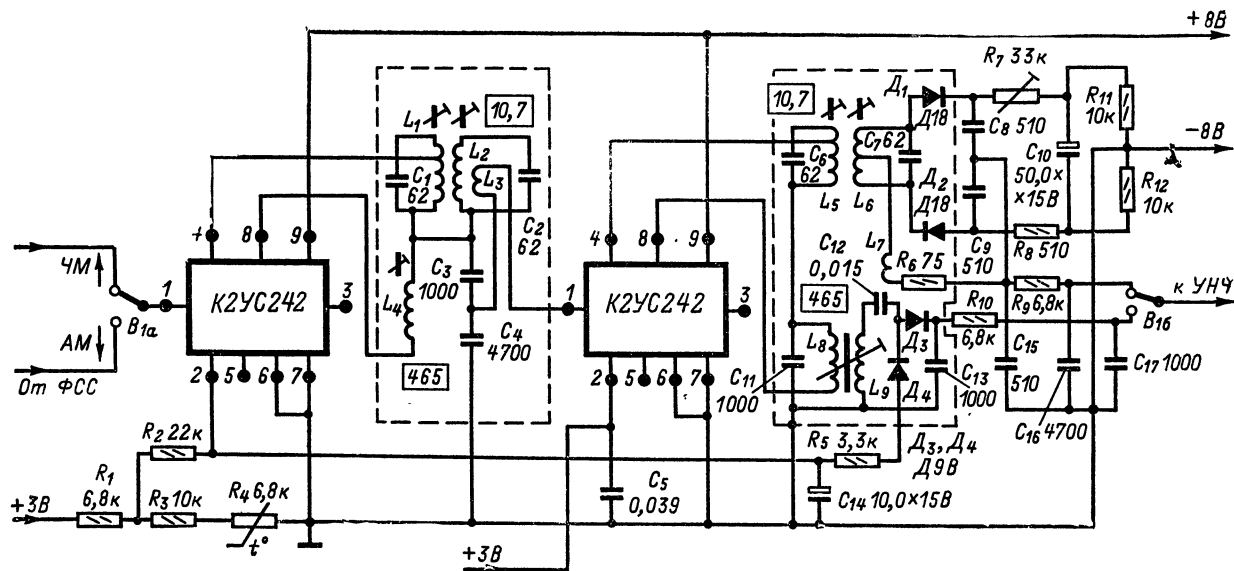 +8В
R7 33к
Д1
Д18
R11
10к
10,7
10,7
L1
L2
L3
C1
62
C2
62
C6
62
L5
C7 62
L6
C8 510
C10
50,0×
×15В
−8В
Д2
Д18
R12
10к
4 8 9
4 8 9
ЧМ
1
К2УС242
3
В1а
АМ
От ФСС
C3
1000
L4
C4
4700
465
1
К2УС242
3
C12
0,015
L7
R6 75
C9
510
R8 510
465
R10
6,8к
R9 6,8к
к УНЧ
В1б
L8
L9
Д3
Д4
C11
1000
C13
1000
C15
510
C17 1000
C16 4700
2 5 6 7
2 5 6 7
R2 22к
R5 3,3к
Д3, Д4
Д9В
R1
6,8к
+3В
R3 10к
R4 6,8к
t°
C5
0,039
C14 10,0×15В
+3В